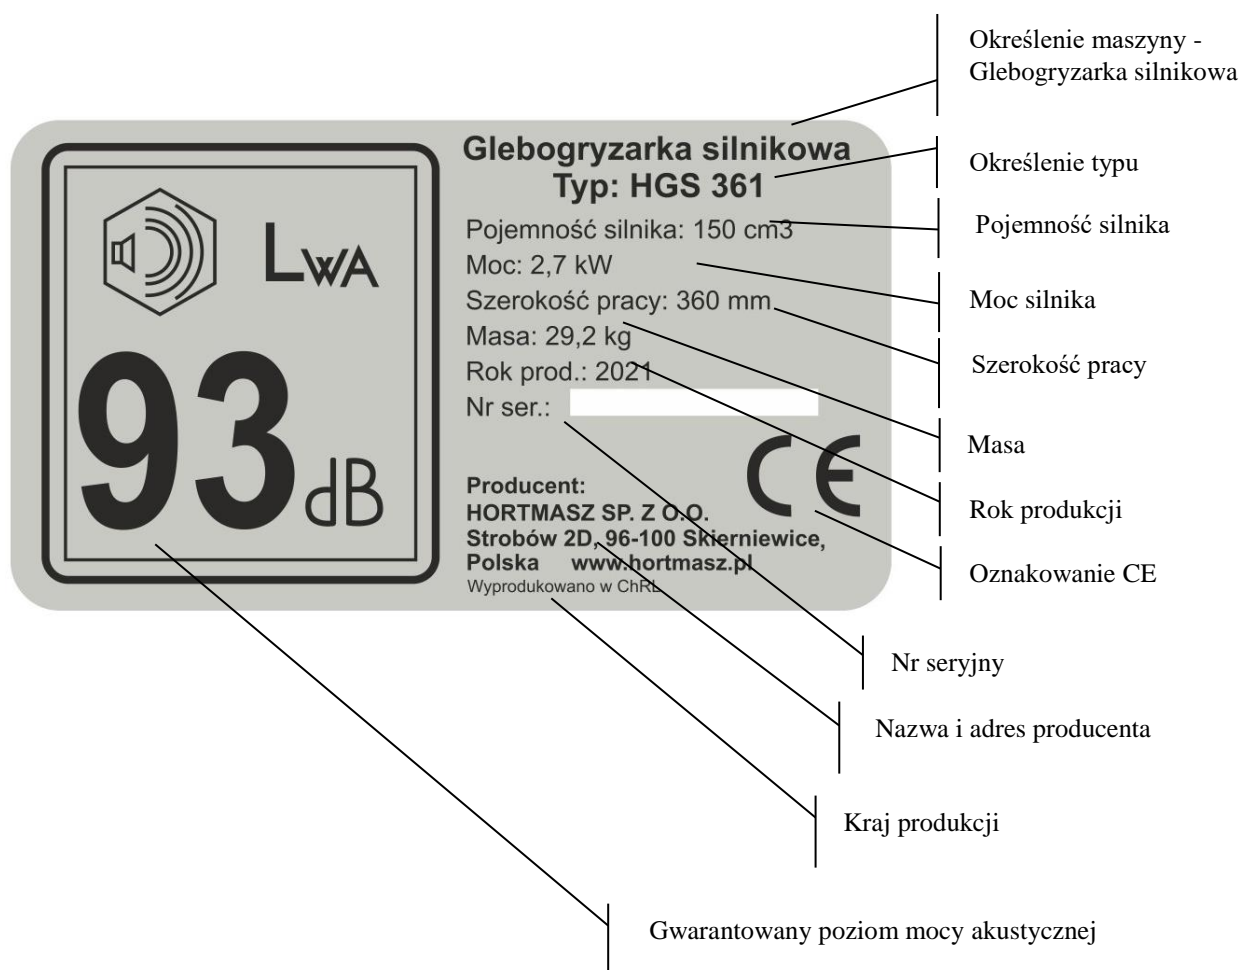 Określenie maszyny -
Glebogryzarka silnikowa
Glebogryzarka silnikowa
Typ: HGS 361
Określenie typu
Pojemność silnika: 150 cm3
Pojemność silnika
Moc: 2,7 kW
Moc silnika
Szerokość pracy: 360 mm
Szerokość pracy
Masa: 29,2 kg
Masa
Rok prod.: 2021
Rok produkcji
Nr ser.:
LWA
93 dB
CE
Oznakowanie CE
Producent:
HORTMASZ SP. Z O.O.
Strobów 2D, 96-100 Skierniewice,
Polska www.hortmasz.pl
Wyprodukowano w ChRL
Nr seryjny
Nazwa i adres producenta
Kraj produkcji
Gwarantowany poziom mocy akustycznej